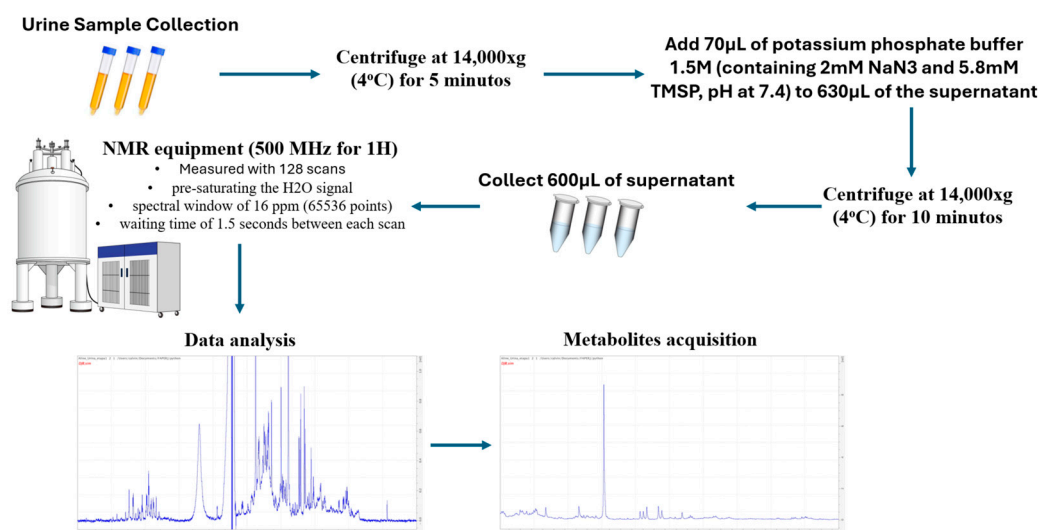 Urine Sample Collection
Centrifuge at 14,000xg
(4ºC) for 5 minutos
Add 70µL of potassium phosphate buffer
1.5M (containing 2mM NaN3 and 5.8mM
TMSP, pH at 7.4) to 630µL of the supernatant
Centrifuge at 14,000xg
(4ºC) for 10 minutos
Collect 600µL of supernatant
NMR equipment (500 MHz for 1H)
• Measured with 128 scans
• pre-saturating the H2O signal
• spectral window of 16 ppm (65536 points)
• waiting time of 1.5 seconds between each scan
Data analysis
Metabolites acquisition